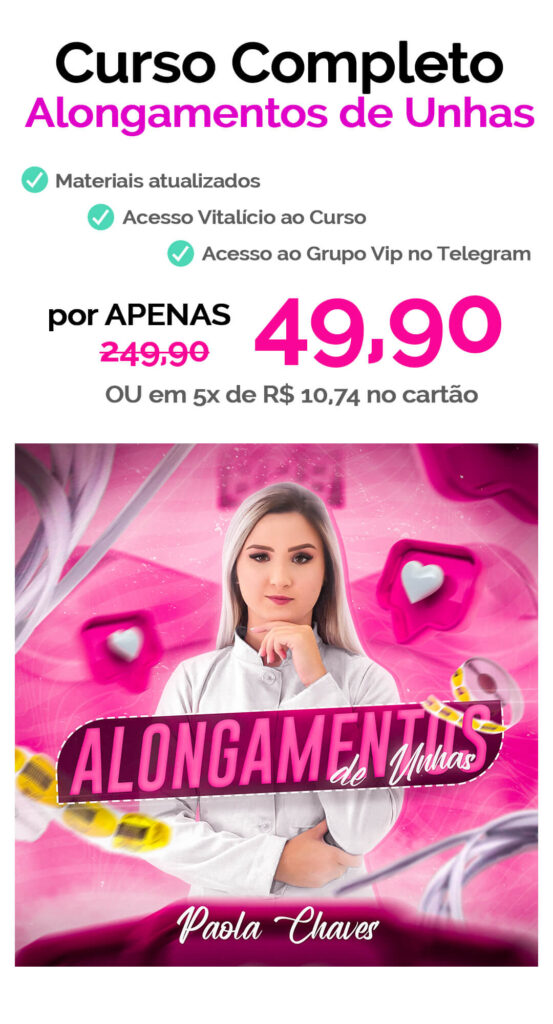 Curso Completo
Alongamentos de Unhas
Materiais atualizados
Acesso Vitalício ao Curso
Acesso ao Grupo Vip no Telegram
por APENAS
249,90
49,90
OU em 5x de R$ 10,74 no cartão
ALONGAMENTOS
de Unhas
Paola Chaves